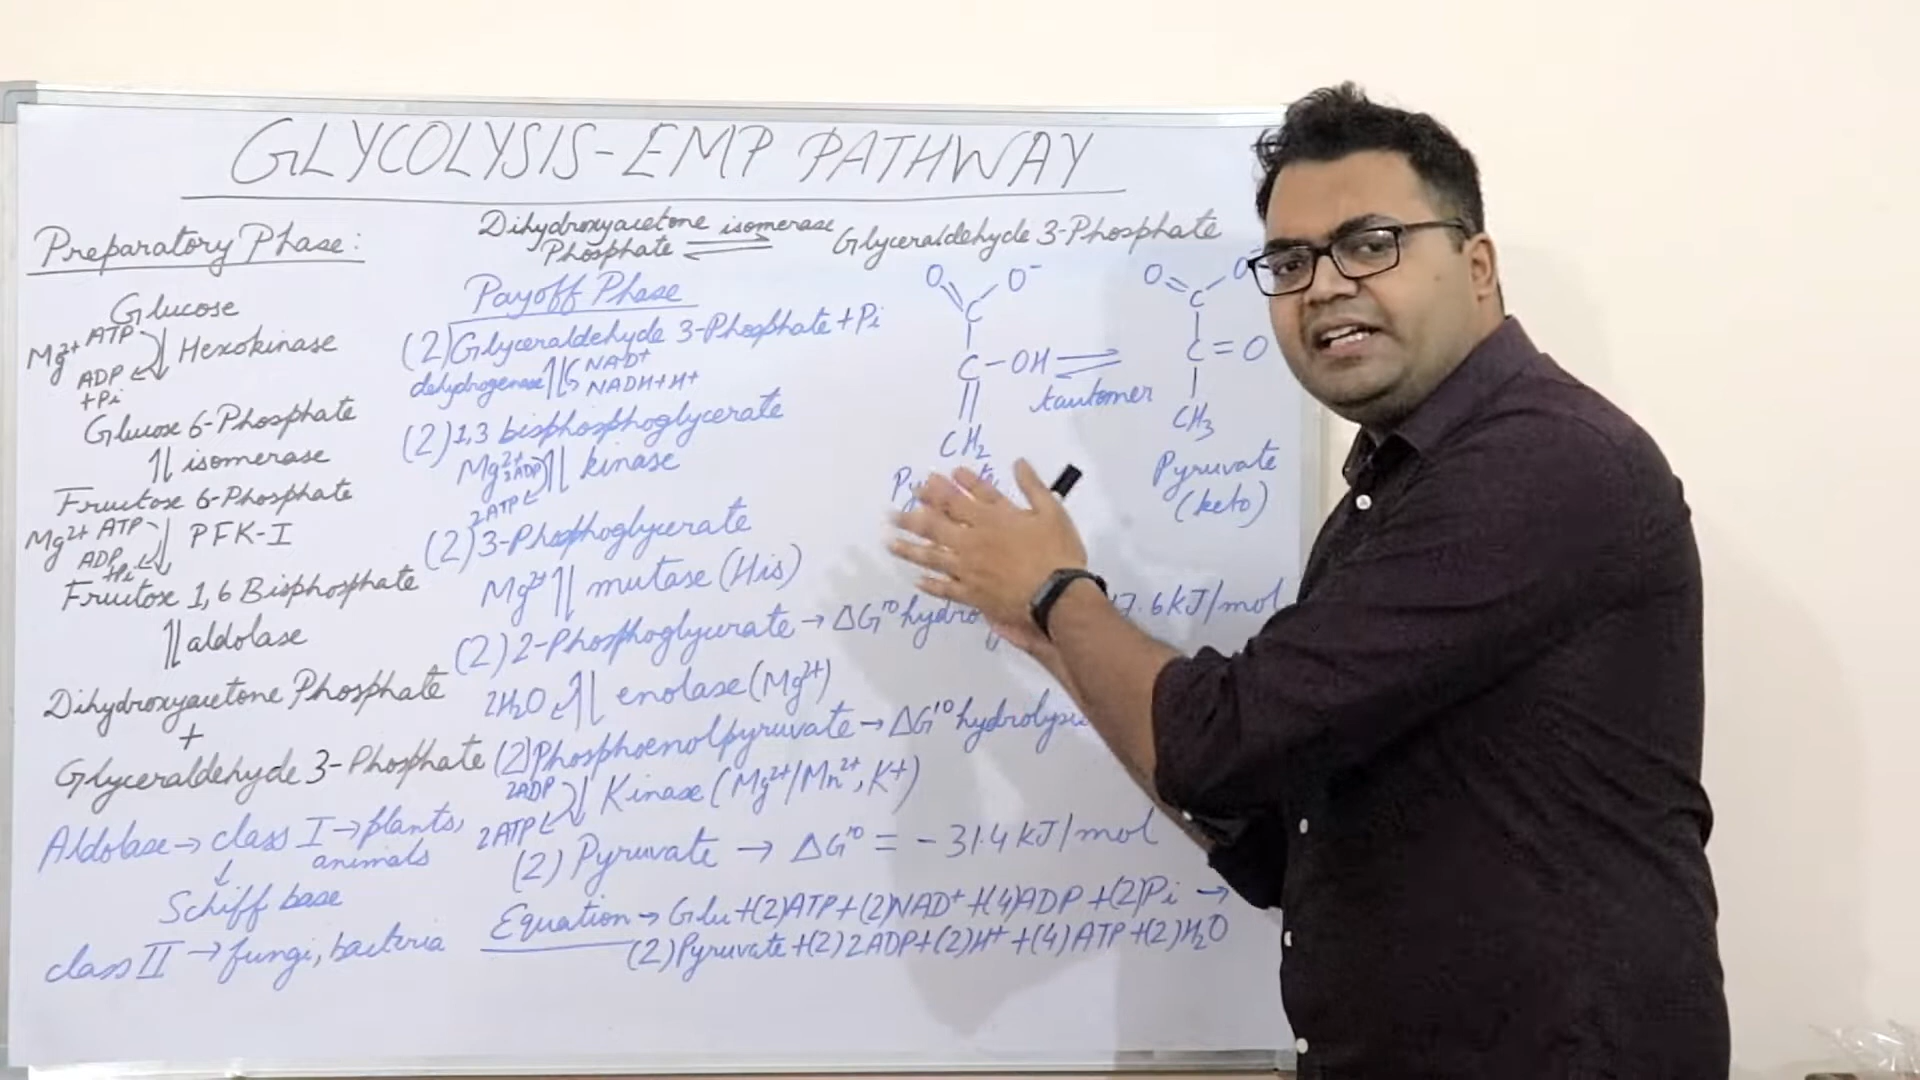 GLYCOLYSIS-EMP PATHWAY
Preparatory Phase:
Glucose
Mg2+ ATP
Hexokinase
ADP
+Pi
Glucose 6-Phosphate
isomerase
Fructose 6-Phosphate
Mg2+ ATP
PFK-I
ADP
+Pi
Fructose 1,6 Bisphosphate
aldolase
Dihydroxyacetone Phosphate
+
Glyceraldehyde 3-Phosphate
Aldolase → class I → plants,
animals
↓
Schiff base
class II → fungi, bacteria
Dihydroxyacetone isomerase
Phosphate ⇌ Glyceraldehyde 3-Phosphate
Payoff Phase
(2) Glyceraldehyde 3-Phosphate + Pi
dehydrogenase NAD+
NADH+H+
(2) 1,3 bisphosphoglycerate
Mg2+ kinase
2ATP
(2) 3-Phosphoglycerate
Mg2+ mutase (His)
(2) 2-Phosphoglycerate → ΔG'° 17.6 kJ/mol
2H2O enolase (Mg2+)
(2) Phosphoenolpyruvate → ΔG'° hydrolysis
2ADP
Kinase (Mg2+/Mn2+, K+)
2ATP
(2) Pyruvate → ΔG'° = -31.4 kJ/mol
Equation → Glu+(2)ATP+(2)NAD+ +(4)ADP +(2)Pi →
(2)Pyruvate+(2)2ADP+(2)H+ +(4)ATP+(2)H2O
O O-
C
C-OH
CH2
⇌
tautomer
O O
C
C=O
CH3
Pyruvate
(keto)